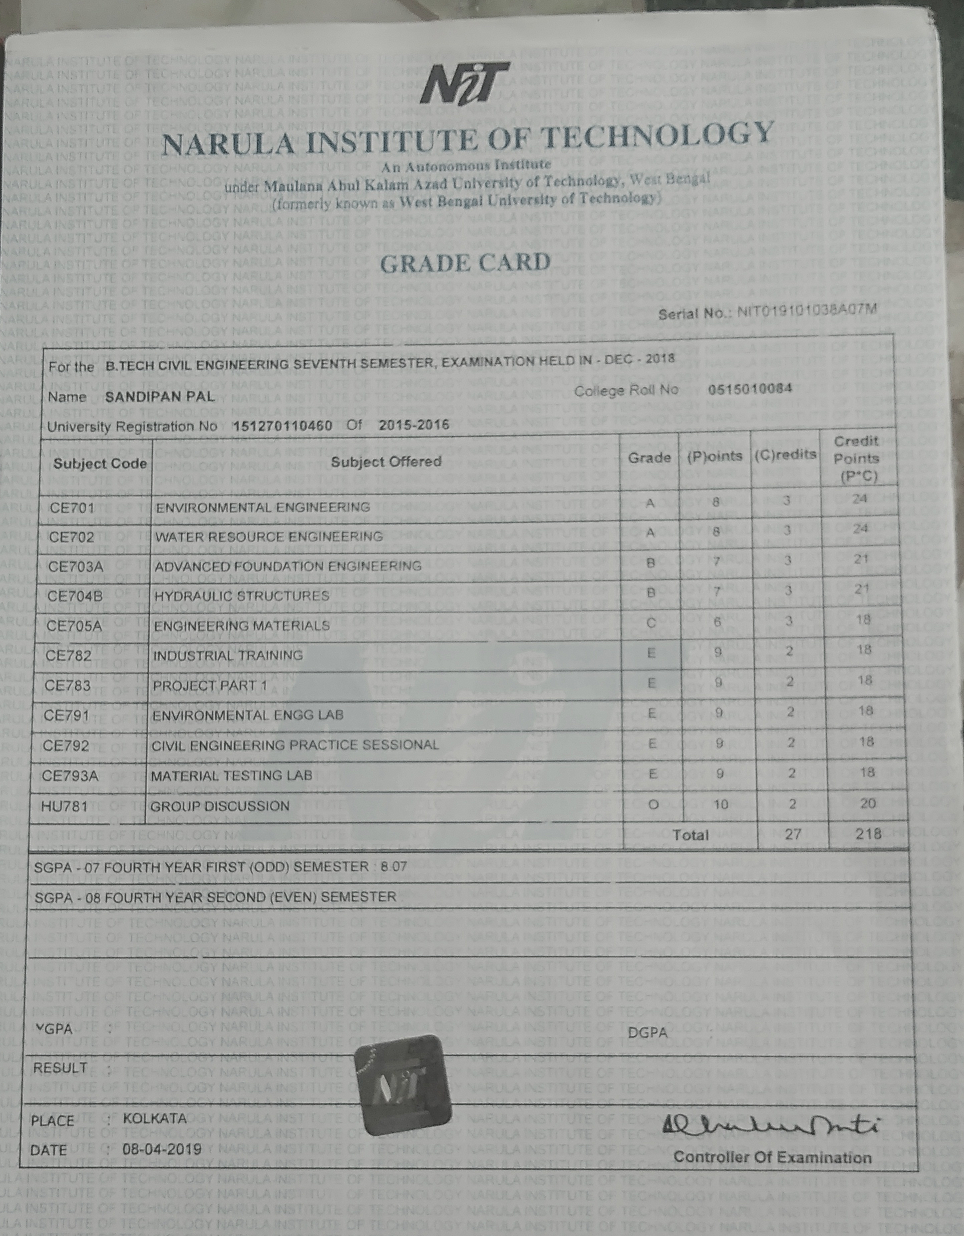 NiT
NARULA INSTITUTE OF TECHNOLOGY
An Autonomous Institute
under Maulana Abul Kalam Azad University of Technology, West Bengal
(formerly known as West Bengal University of Technology)
GRADE CARD
Serial No.: NIT019101038A07M
For the B.TECH CIVIL ENGINEERING SEVENTH SEMESTER, EXAMINATION HELD IN - DEC - 2018
Name SANDIPAN PAL College Roll No 0515010084
University Registration No 151270110460 Of 2015-2016
Subject Code Subject Offered Grade (P)oints (C)redits Credit Points (P*C)
CE701 ENVIRONMENTAL ENGINEERING A 8 3 24
CE702 WATER RESOURCE ENGINEERING A 8 3 24
CE703A ADVANCED FOUNDATION ENGINEERING B 7 3 21
CE704B HYDRAULIC STRUCTURES B 7 3 21
CE705A ENGINEERING MATERIALS C 6 3 18
CE782 INDUSTRIAL TRAINING E 9 2 18
CE783 PROJECT PART 1 E 9 2 18
CE791 ENVIRONMENTAL ENGG LAB E 9 2 18
CE792 CIVIL ENGINEERING PRACTICE SESSIONAL E 9 2 18
CE793A MATERIAL TESTING LAB E 9 2 18
HU781 GROUP DISCUSSION O 10 2 20
Total 27 218
SGPA - 07 FOURTH YEAR FIRST (ODD) SEMESTER : 8.07
SGPA - 08 FOURTH YEAR SECOND (EVEN) SEMESTER
YGPA : DGPA :
RESULT :
NiT
PLACE : KOLKATA
DATE : 08-04-2019
Controller Of Examination